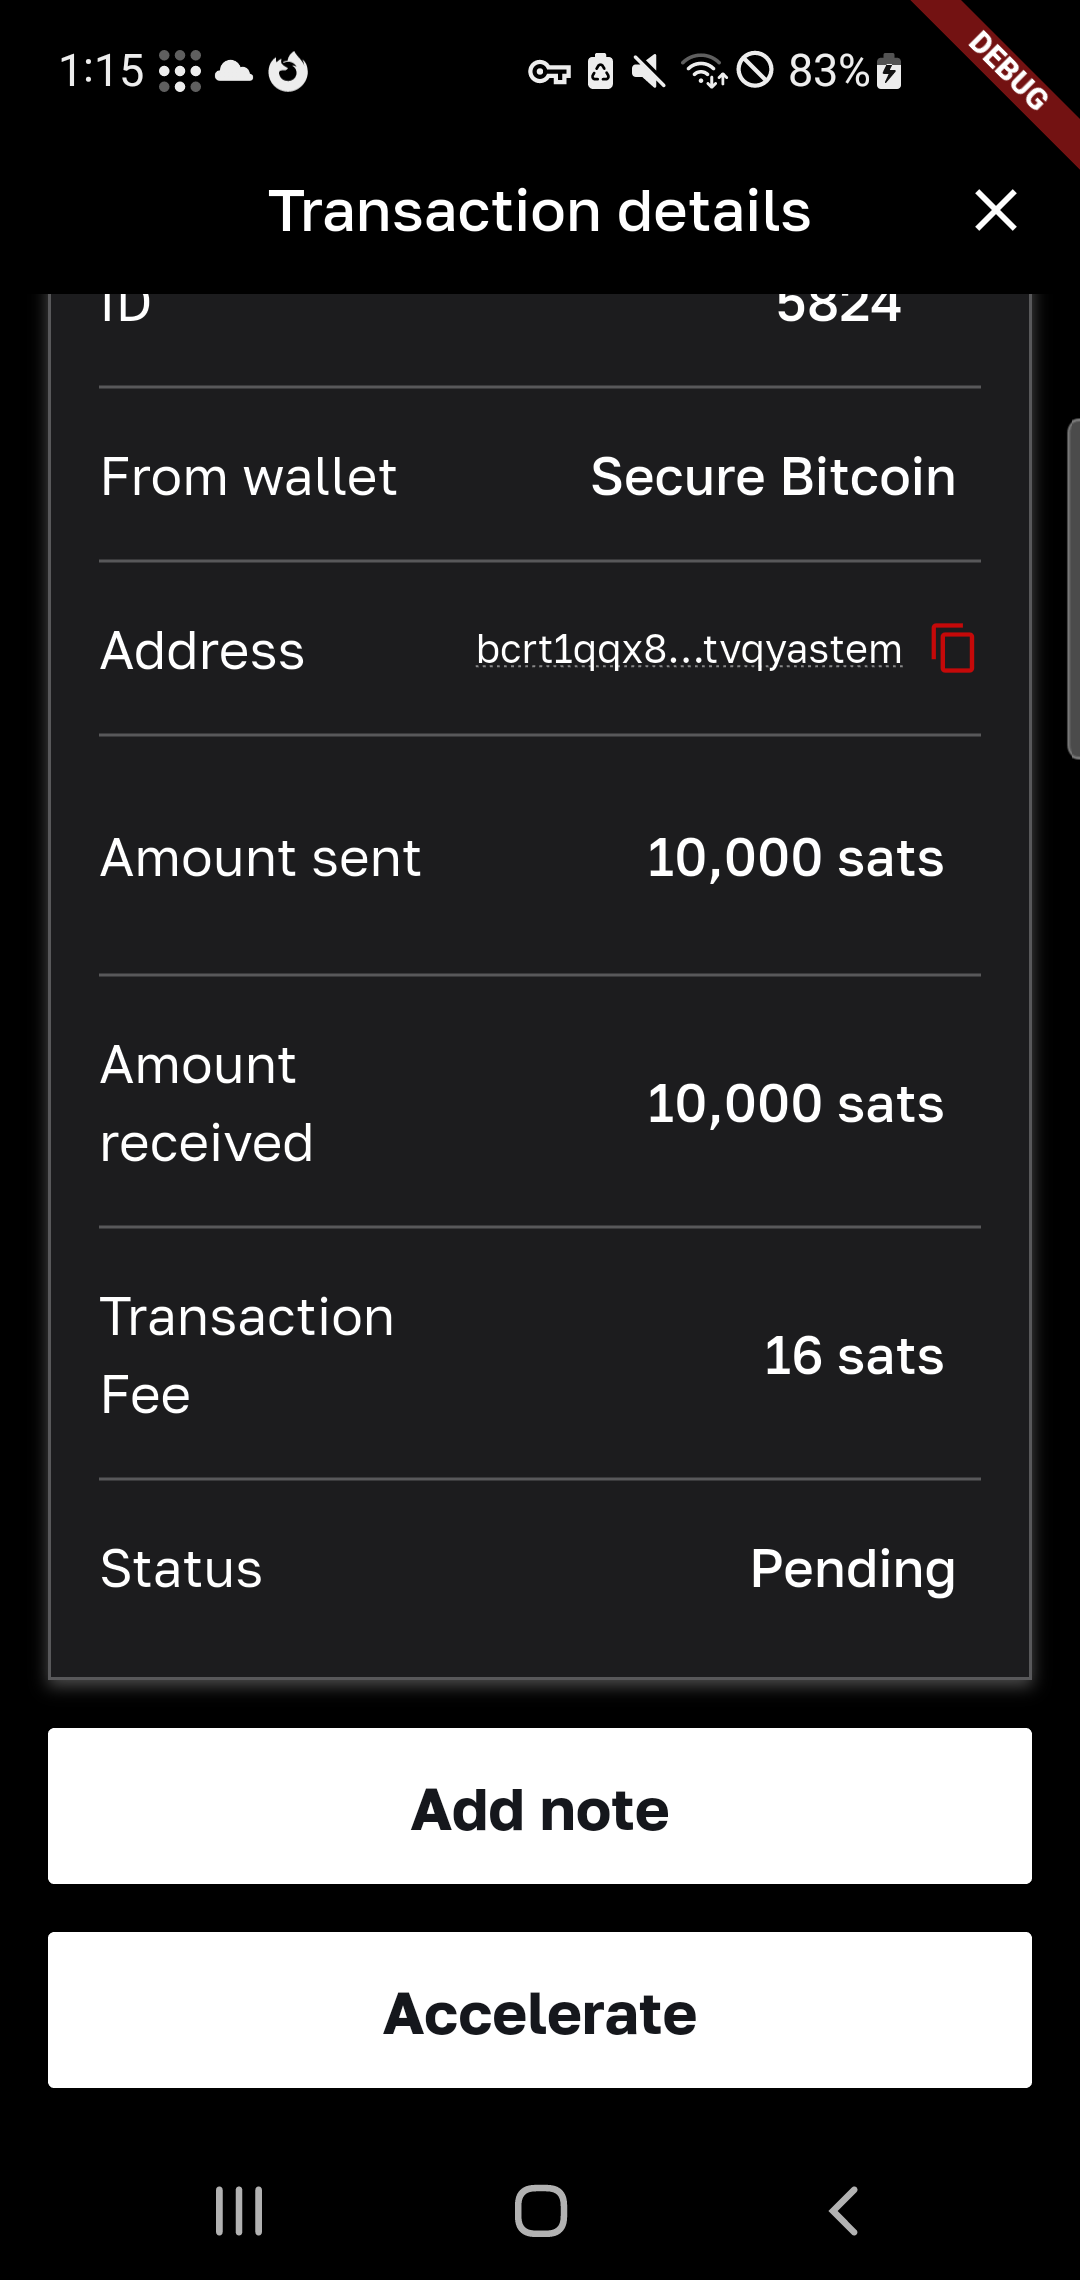 1:15
83%
DEBUG
Transaction details
ID
5824
From wallet
Secure Bitcoin
Address
bcrt1qqx8...tvqyastem
Amount sent
10,000 sats
Amount
received
10,000 sats
Transaction
Fee
16 sats
Status
Pending
Add note
Accelerate